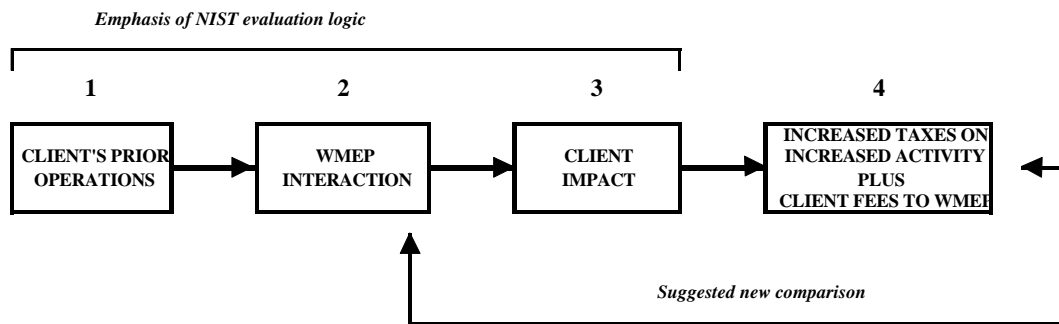 Emphasis of NIST evaluation logic
1
2
3
4
CLIENT'S PRIOR
OPERATIONS
WMEP
INTERACTION
CLIENT
IMPACT
INCREASED TAXES ON
INCREASED ACTIVITY
PLUS
CLIENT FEES TO WMEP
Suggested new comparison